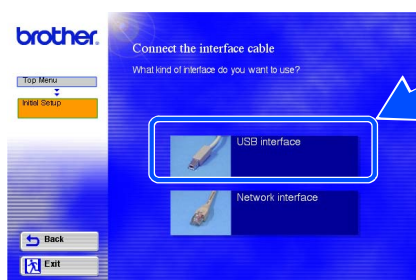 brother.
Connect the interface cable
What kind of interface do you want to use?
Top Menu
Initial Setup
USB interface
Network interface
Back
Exit